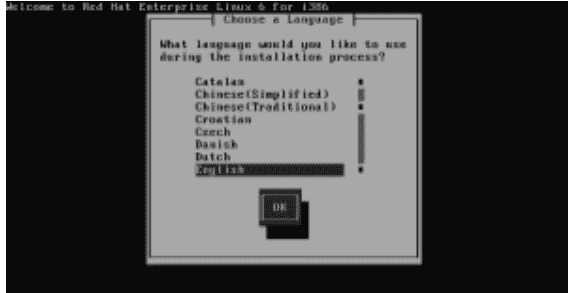 Welcome to Red Hat Enterprise Linux 6 for i386
Choose a Language
What language would you like to use
during the installation process?
Catalan
Chinese(Simplified)
Chinese(Traditional)
Croatian
Czech
Danish
Dutch
English
OK